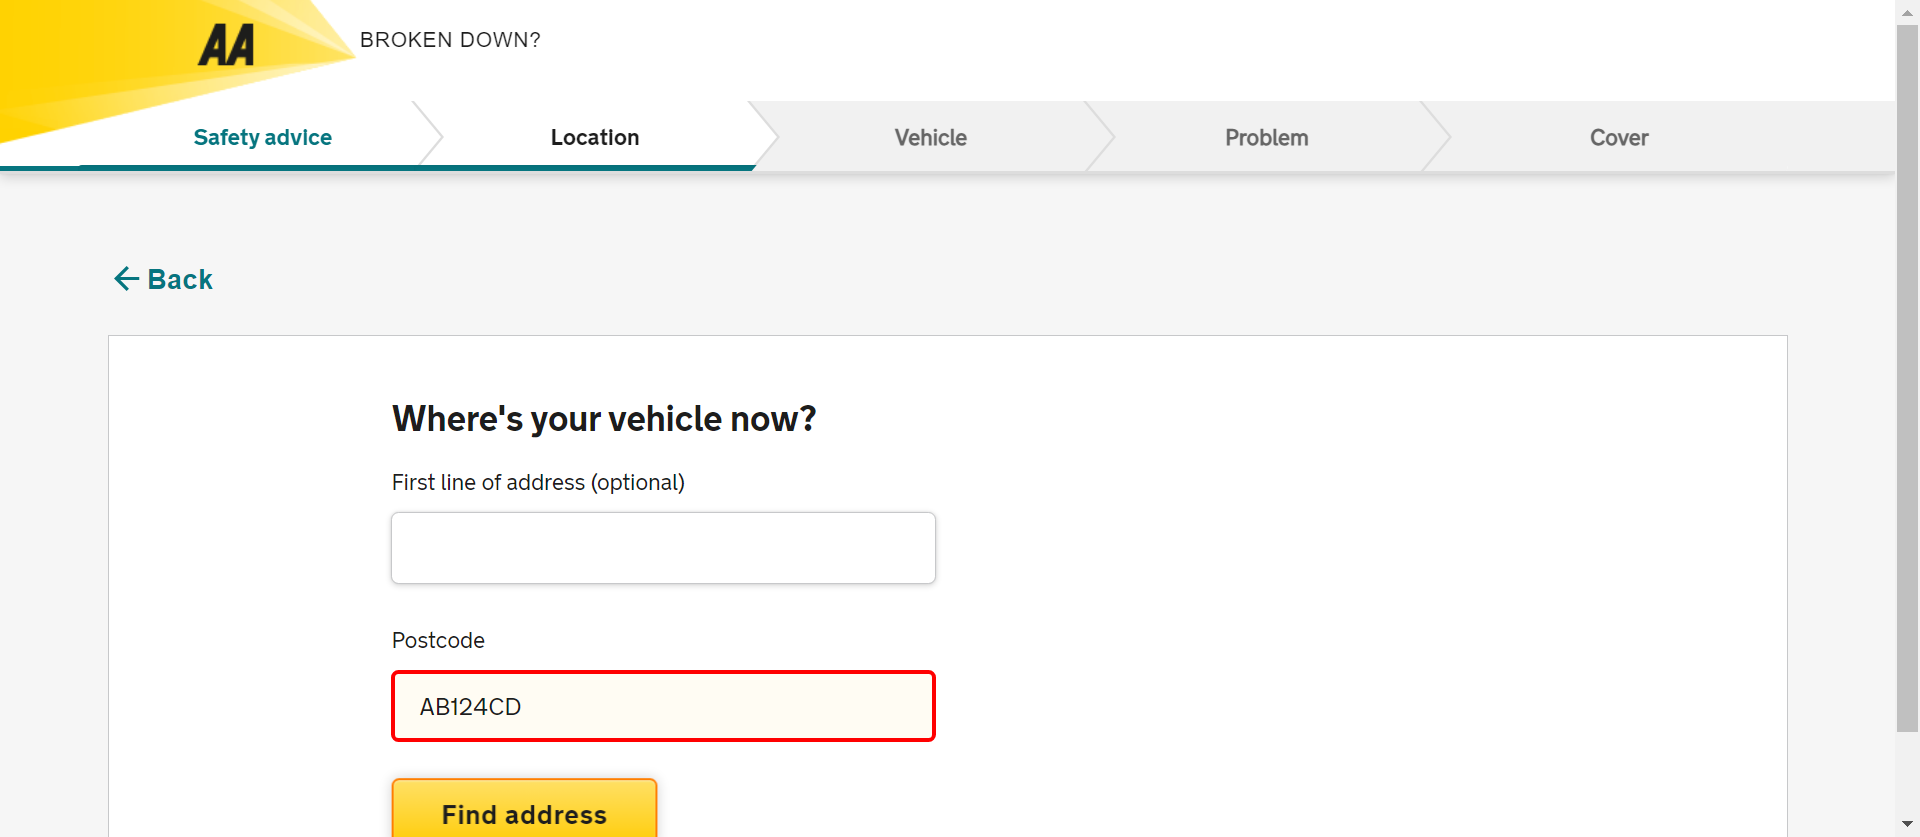 AA
BROKEN DOWN?
Safety advice
Location
Vehicle
Problem
Cover
← Back
Where's your vehicle now?
First line of address (optional)
Postcode
AB124CD
Find address